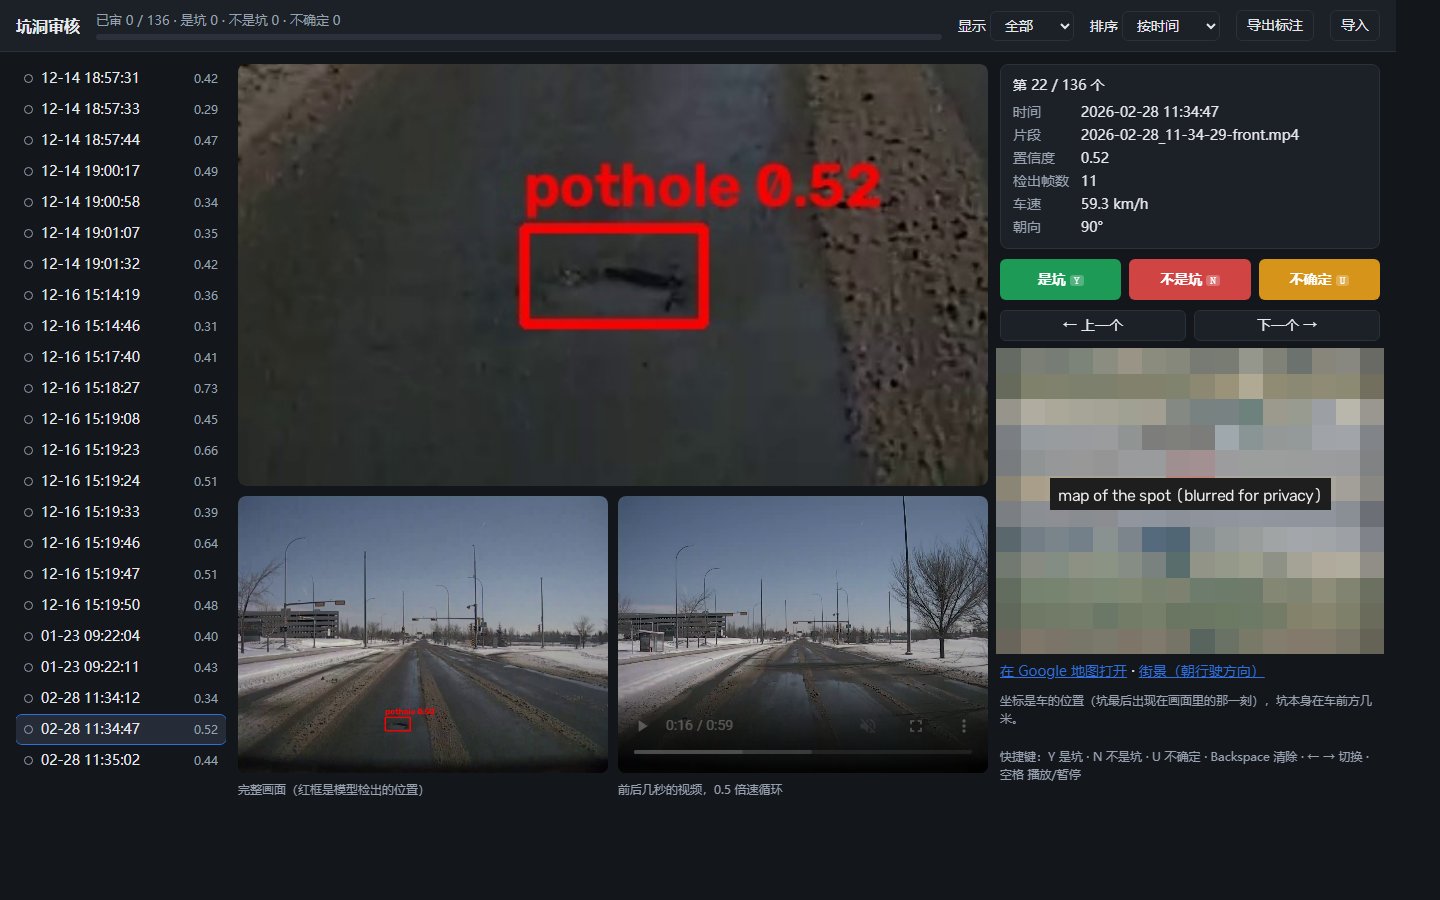 坑洞审核
已审 0 / 136 · 是坑 0 · 不是坑 0 · 不确定 0
显示 全部 排序 按时间 导出标注 导入
12-14 18:57:31 0.42
12-14 18:57:33 0.29
12-14 18:57:44 0.47
12-14 19:00:17 0.49
12-14 19:00:58 0.34
12-14 19:01:07 0.35
12-14 19:01:32 0.42
12-16 15:14:19 0.36
12-16 15:14:46 0.31
12-16 15:17:40 0.41
12-16 15:18:27 0.73
12-16 15:19:08 0.45
12-16 15:19:23 0.66
12-16 15:19:24 0.51
12-16 15:19:33 0.39
12-16 15:19:46 0.64
12-16 15:19:47 0.51
12-16 15:19:50 0.48
01-23 09:22:04 0.40
01-23 09:22:11 0.43
02-28 11:34:12 0.34
02-28 11:34:47 0.52
02-28 11:35:02 0.44
pothole 0.52
pothole 0.52
完整画面（红框是模型检出的位置）
0:16 / 0:59
前后几秒的视频，0.5 倍速循环
第 22 / 136 个
时间 2026-02-28 11:34:47
片段 2026-02-28_11-34-29-front.mp4
置信度 0.52
检出帧数 11
车速 59.3 km/h
朝向 90°
是坑 Y
不是坑 N
不确定 U
← 上一个
下一个 →
map of the spot (blurred for privacy)
在 Google 地图打开 · 街景（朝行驶方向）
坐标是车的位置（坑最后出现在画面里的那一刻），坑本身在车前方几
米。
快捷键：Y 是坑 · N 不是坑 · U 不确定 · Backspace 清除 · ← → 切换 ·
空格 播放/暂停